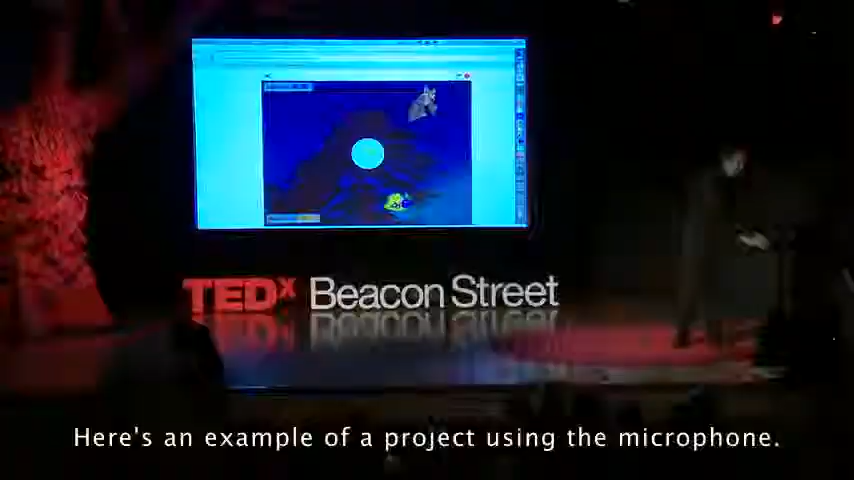 TEDx Beacon Street
Here's an example of a project using the microphone.